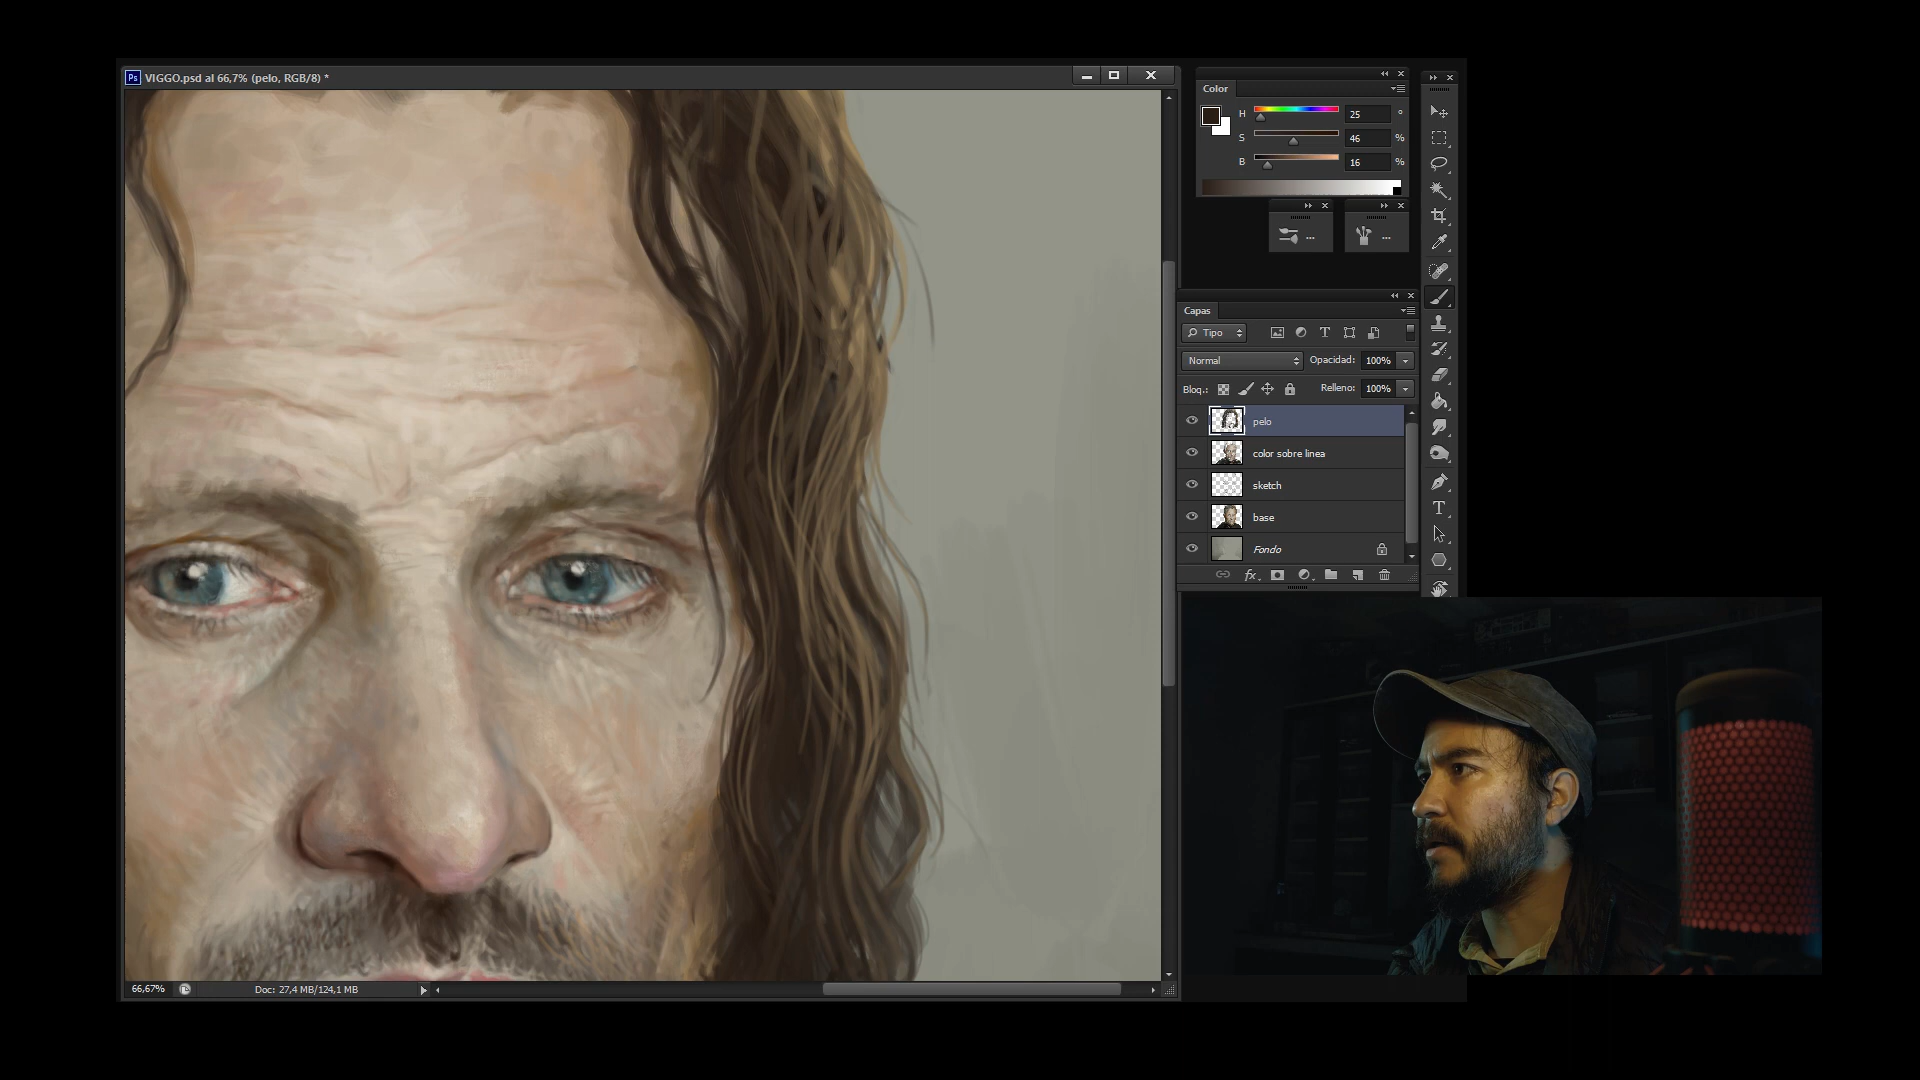 Ps VIGGO.psd al 66,7% (pelo, RGB/8) *
Color
H 25 °
S 46 %
B 16 %
Capas
Tipo
T
Normal Opacidad: 100%
Bloq.: Relleno: 100%
pelo
color sobre linea
sketch
base
Fondo
fx
T
66,67% Doc: 27,4 MB/124,1 MB